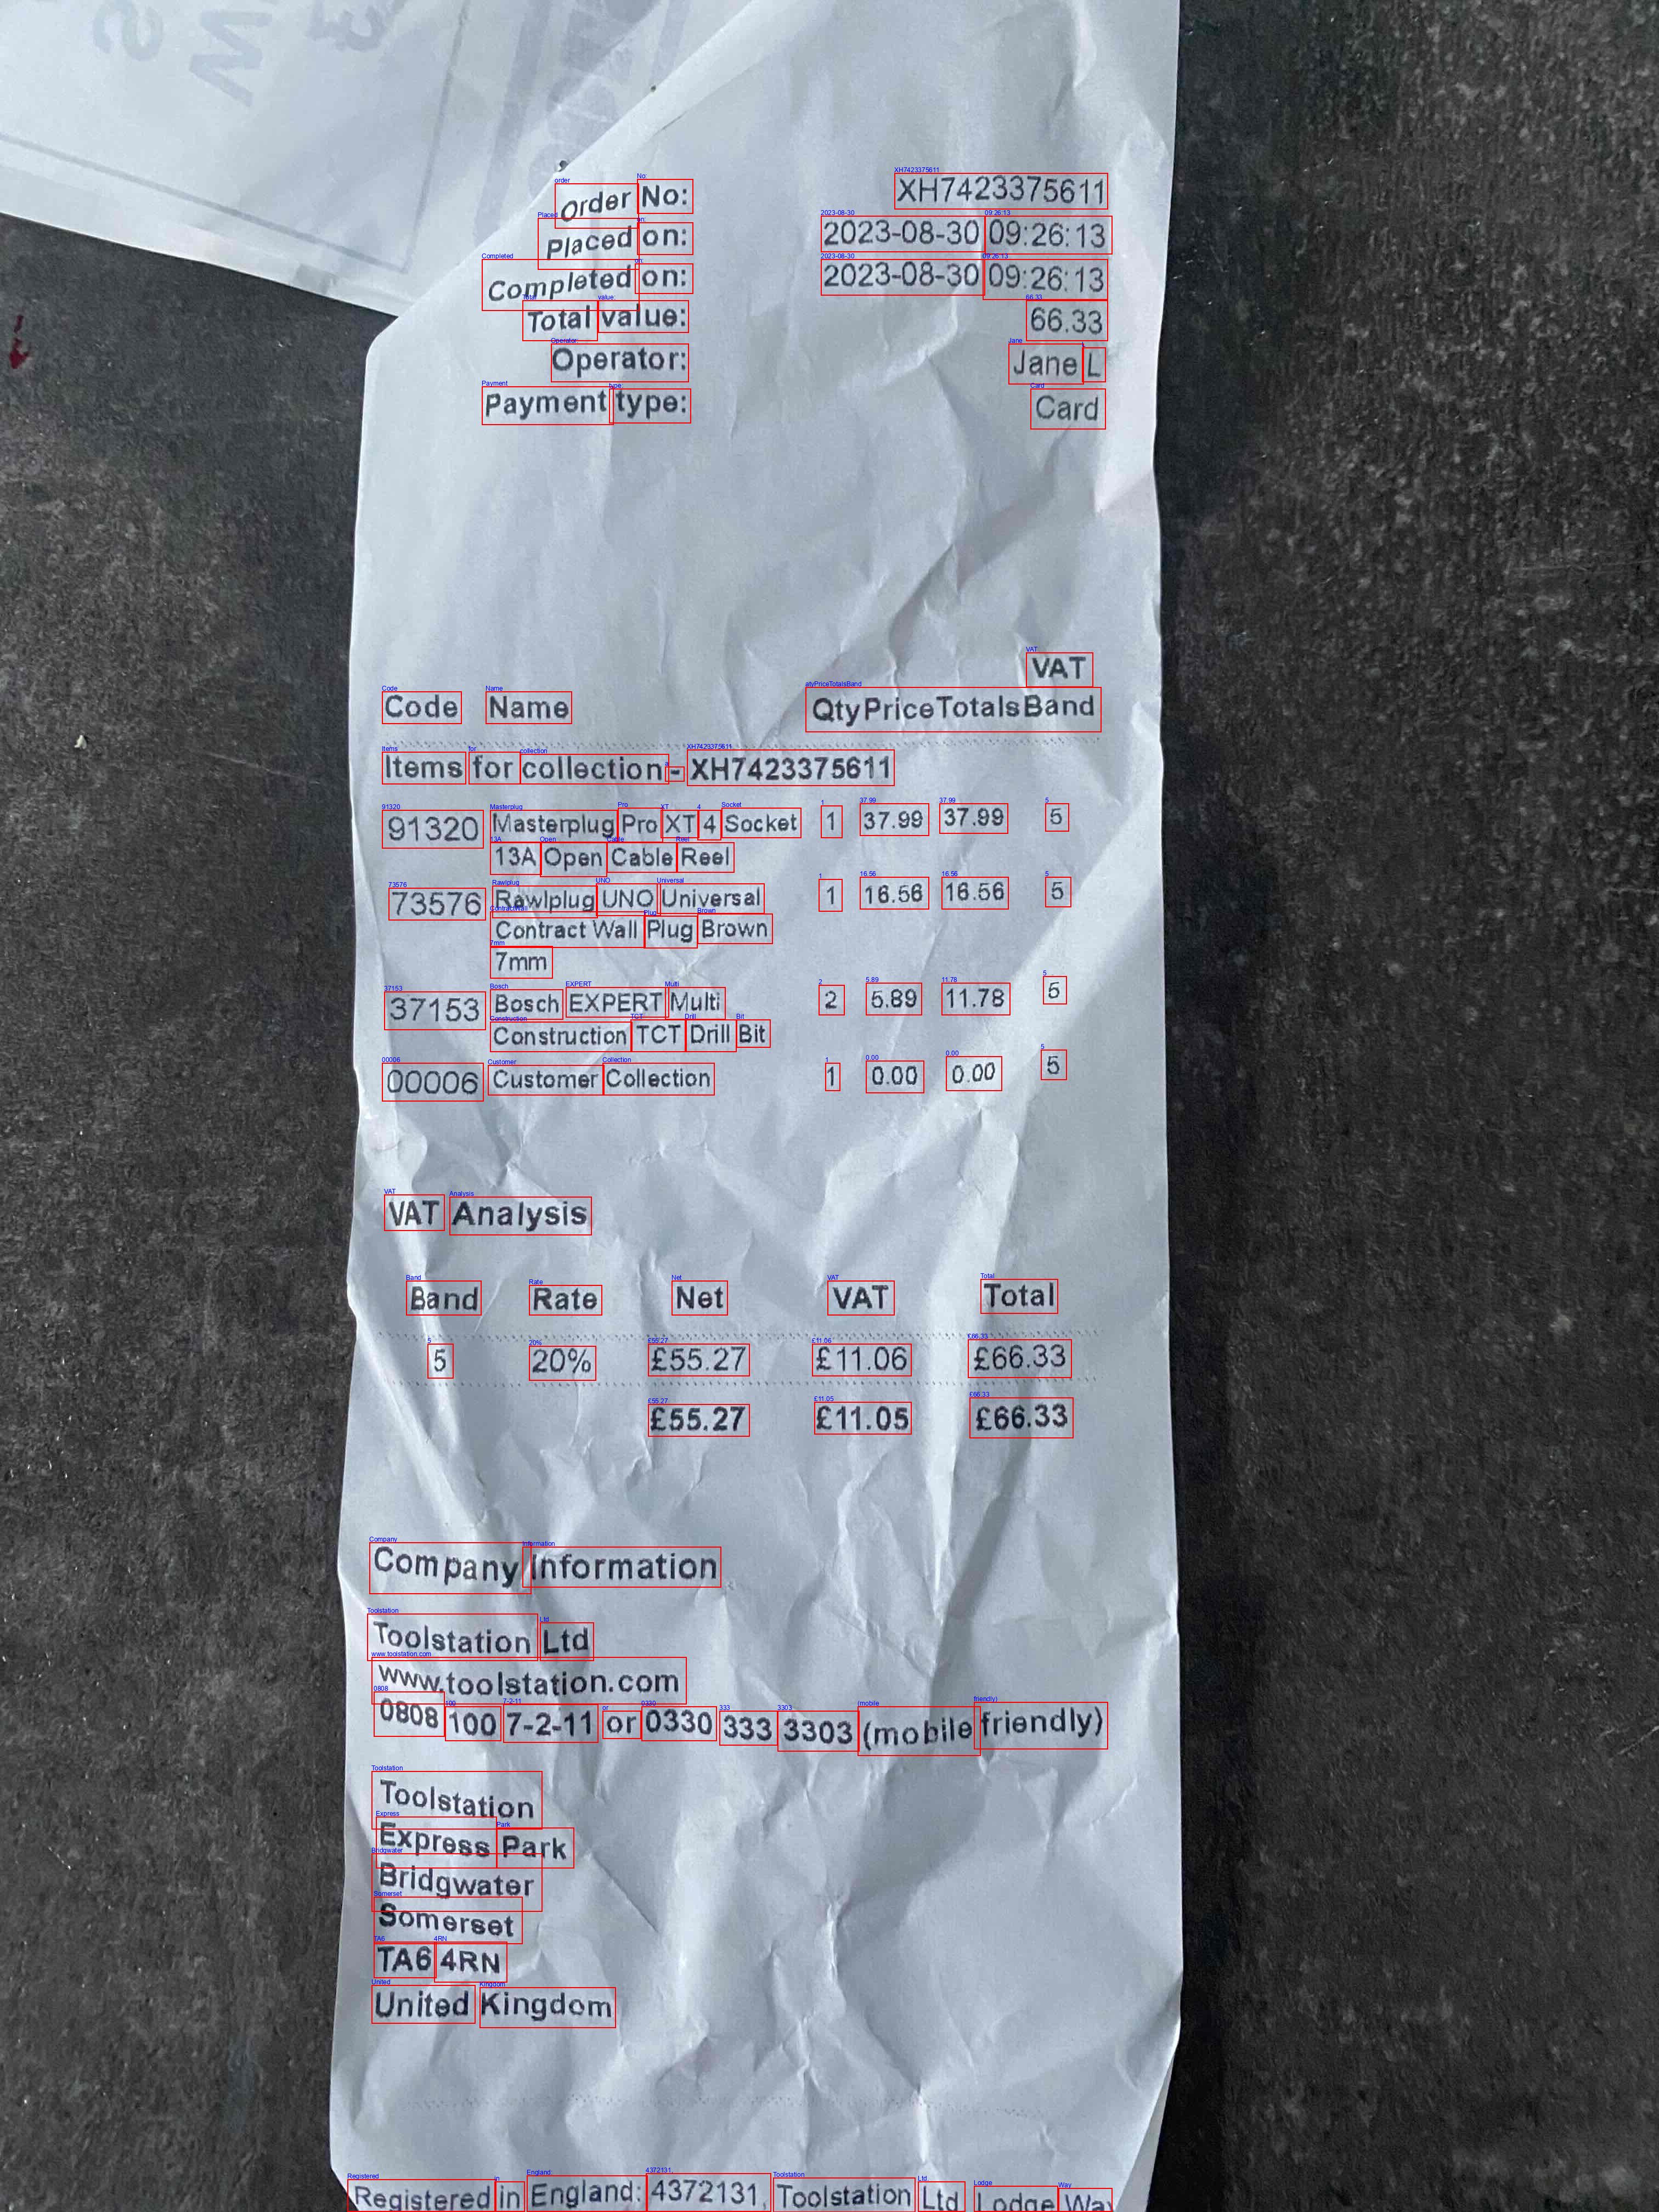 Order No: XH7423375611
Placed on: 2023-08-30 09:26:13
Completed on: 2023-08-30 09:26:13
Total value: 66.33
Operator: Jane L
Payment type: Card
VAT
Code Name Qty Price Totals Band
Items for collection - XH7423375611
91320 Masterplug Pro XT 4 Socket 1 37.99 37.99 5
13A Open Cable Reel
73576 Rawlplug UNO Universal 1 16.56 16.56 5
Contract Wall Plug Brown
7mm
37153 Bosch EXPERT Multi 2 5.89 11.78 5
Construction TCT Drill Bit
00006 Customer Collection 1 0.00 0.00 5
VAT Analysis
Band Rate Net VAT Total
5 20% £55.27 £11.06 £66.33
£55.27 £11.05 £66.33
Company Information
Toolstation Ltd
www.toolstation.com
0808 100 7-2-11 or 0330 333 3303 (mobile friendly)
Toolstation
Express Park
Bridgwater
Somerset
TA6 4RN
United Kingdom
Registered in England: 4372131, Toolstation Ltd Lodge Way